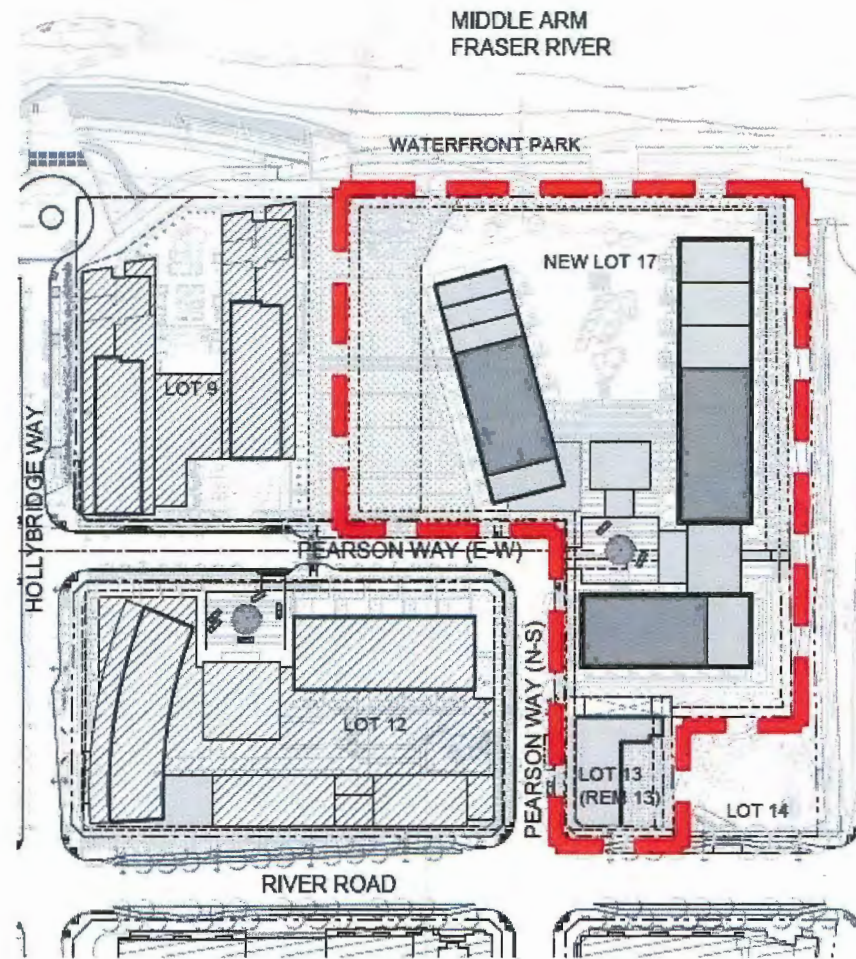 MIDDLE ARM
FRASER RIVER
WATERFRONT PARK
NEW LOT 17
LOT 9
HOLLYBRIDGE WAY
PEARSON WAY (E-W)
PEARSON WAY (N-S)
LOT 12
LOT 13
(REM 13)
LOT 14
RIVER ROAD